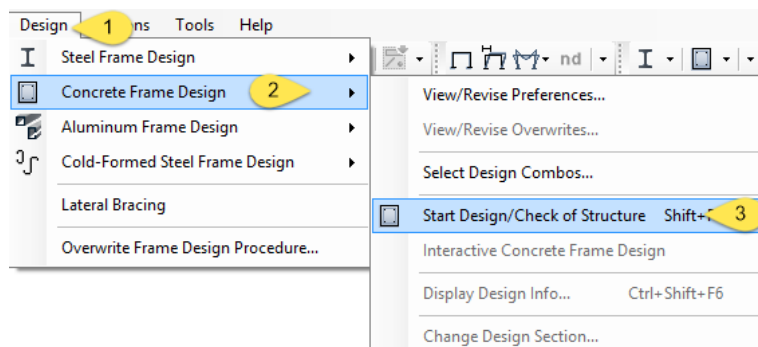 Design 1 ns Tools Help
Steel Frame Design
Concrete Frame Design 2
Aluminum Frame Design
Cold-Formed Steel Frame Design
Lateral Bracing
Overwrite Frame Design Procedure...
nd
View/Revise Preferences...
View/Revise Overwrites...
Select Design Combos...
Start Design/Check of Structure Shift+F 3
Interactive Concrete Frame Design
Display Design Info... Ctrl+Shift+F6
Change Design Section...